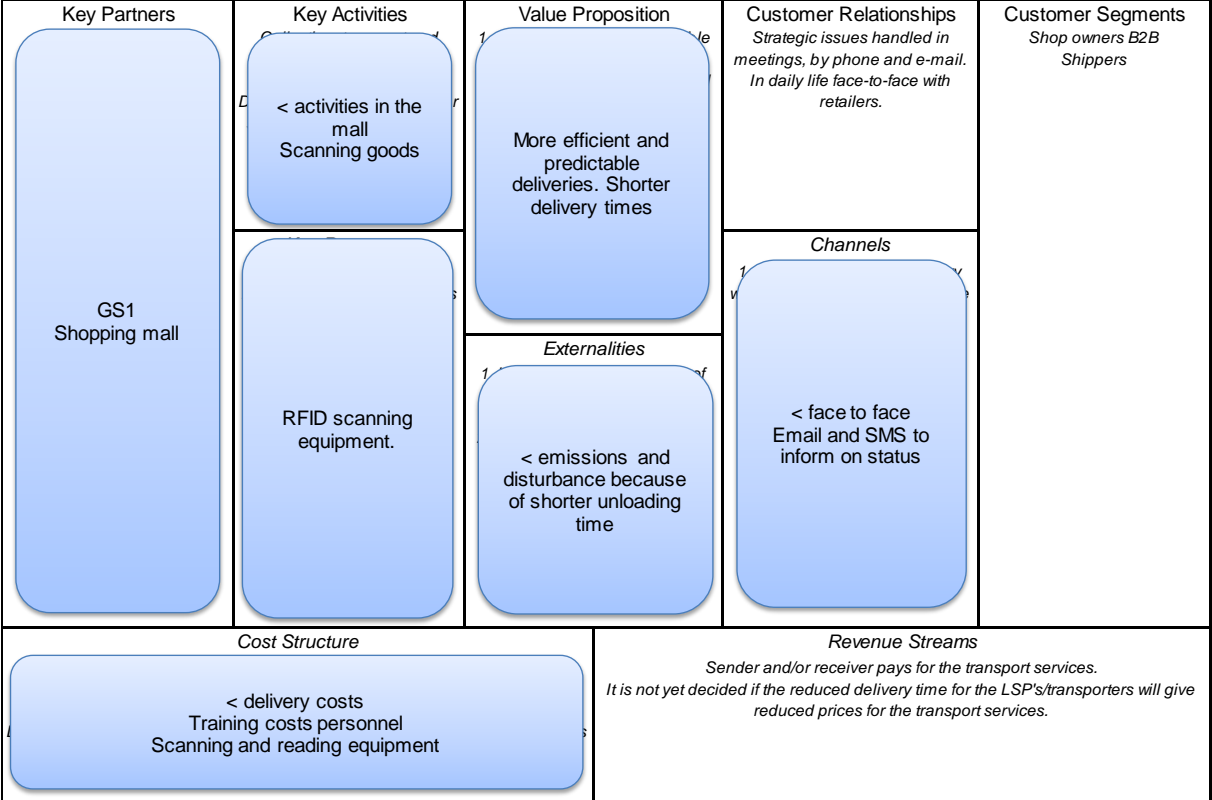 Key Partners
GS1
Shopping mall
Key Activities
< activities in the
mall
Scanning goods
RFID scanning
equipment.
Value Proposition
More efficient and
predictable
deliveries. Shorter
delivery times
Externalities
< emissions and
disturbance because
of shorter unloading
time
Customer Relationships
Strategic issues handled in
meetings, by phone and e-mail.
In daily life face-to-face with
retailers.
Channels
< face to face
Email and SMS to
inform on status
Customer Segments
Shop owners B2B
Shippers
Cost Structure
< delivery costs
Training costs personnel
Scanning and reading equipment
Revenue Streams
Sender and/or receiver pays for the transport services.
It is not yet decided if the reduced delivery time for the LSP's/transporters will give
reduced prices for the transport services.